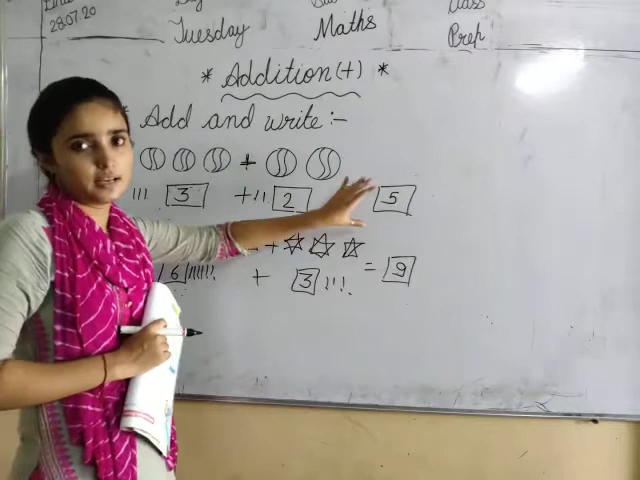 28.07.20
Tuesday
Maths
Prep
* Addition (+) *
Add and write :-
+
3 + 2 5
+
6 + 3 = 9